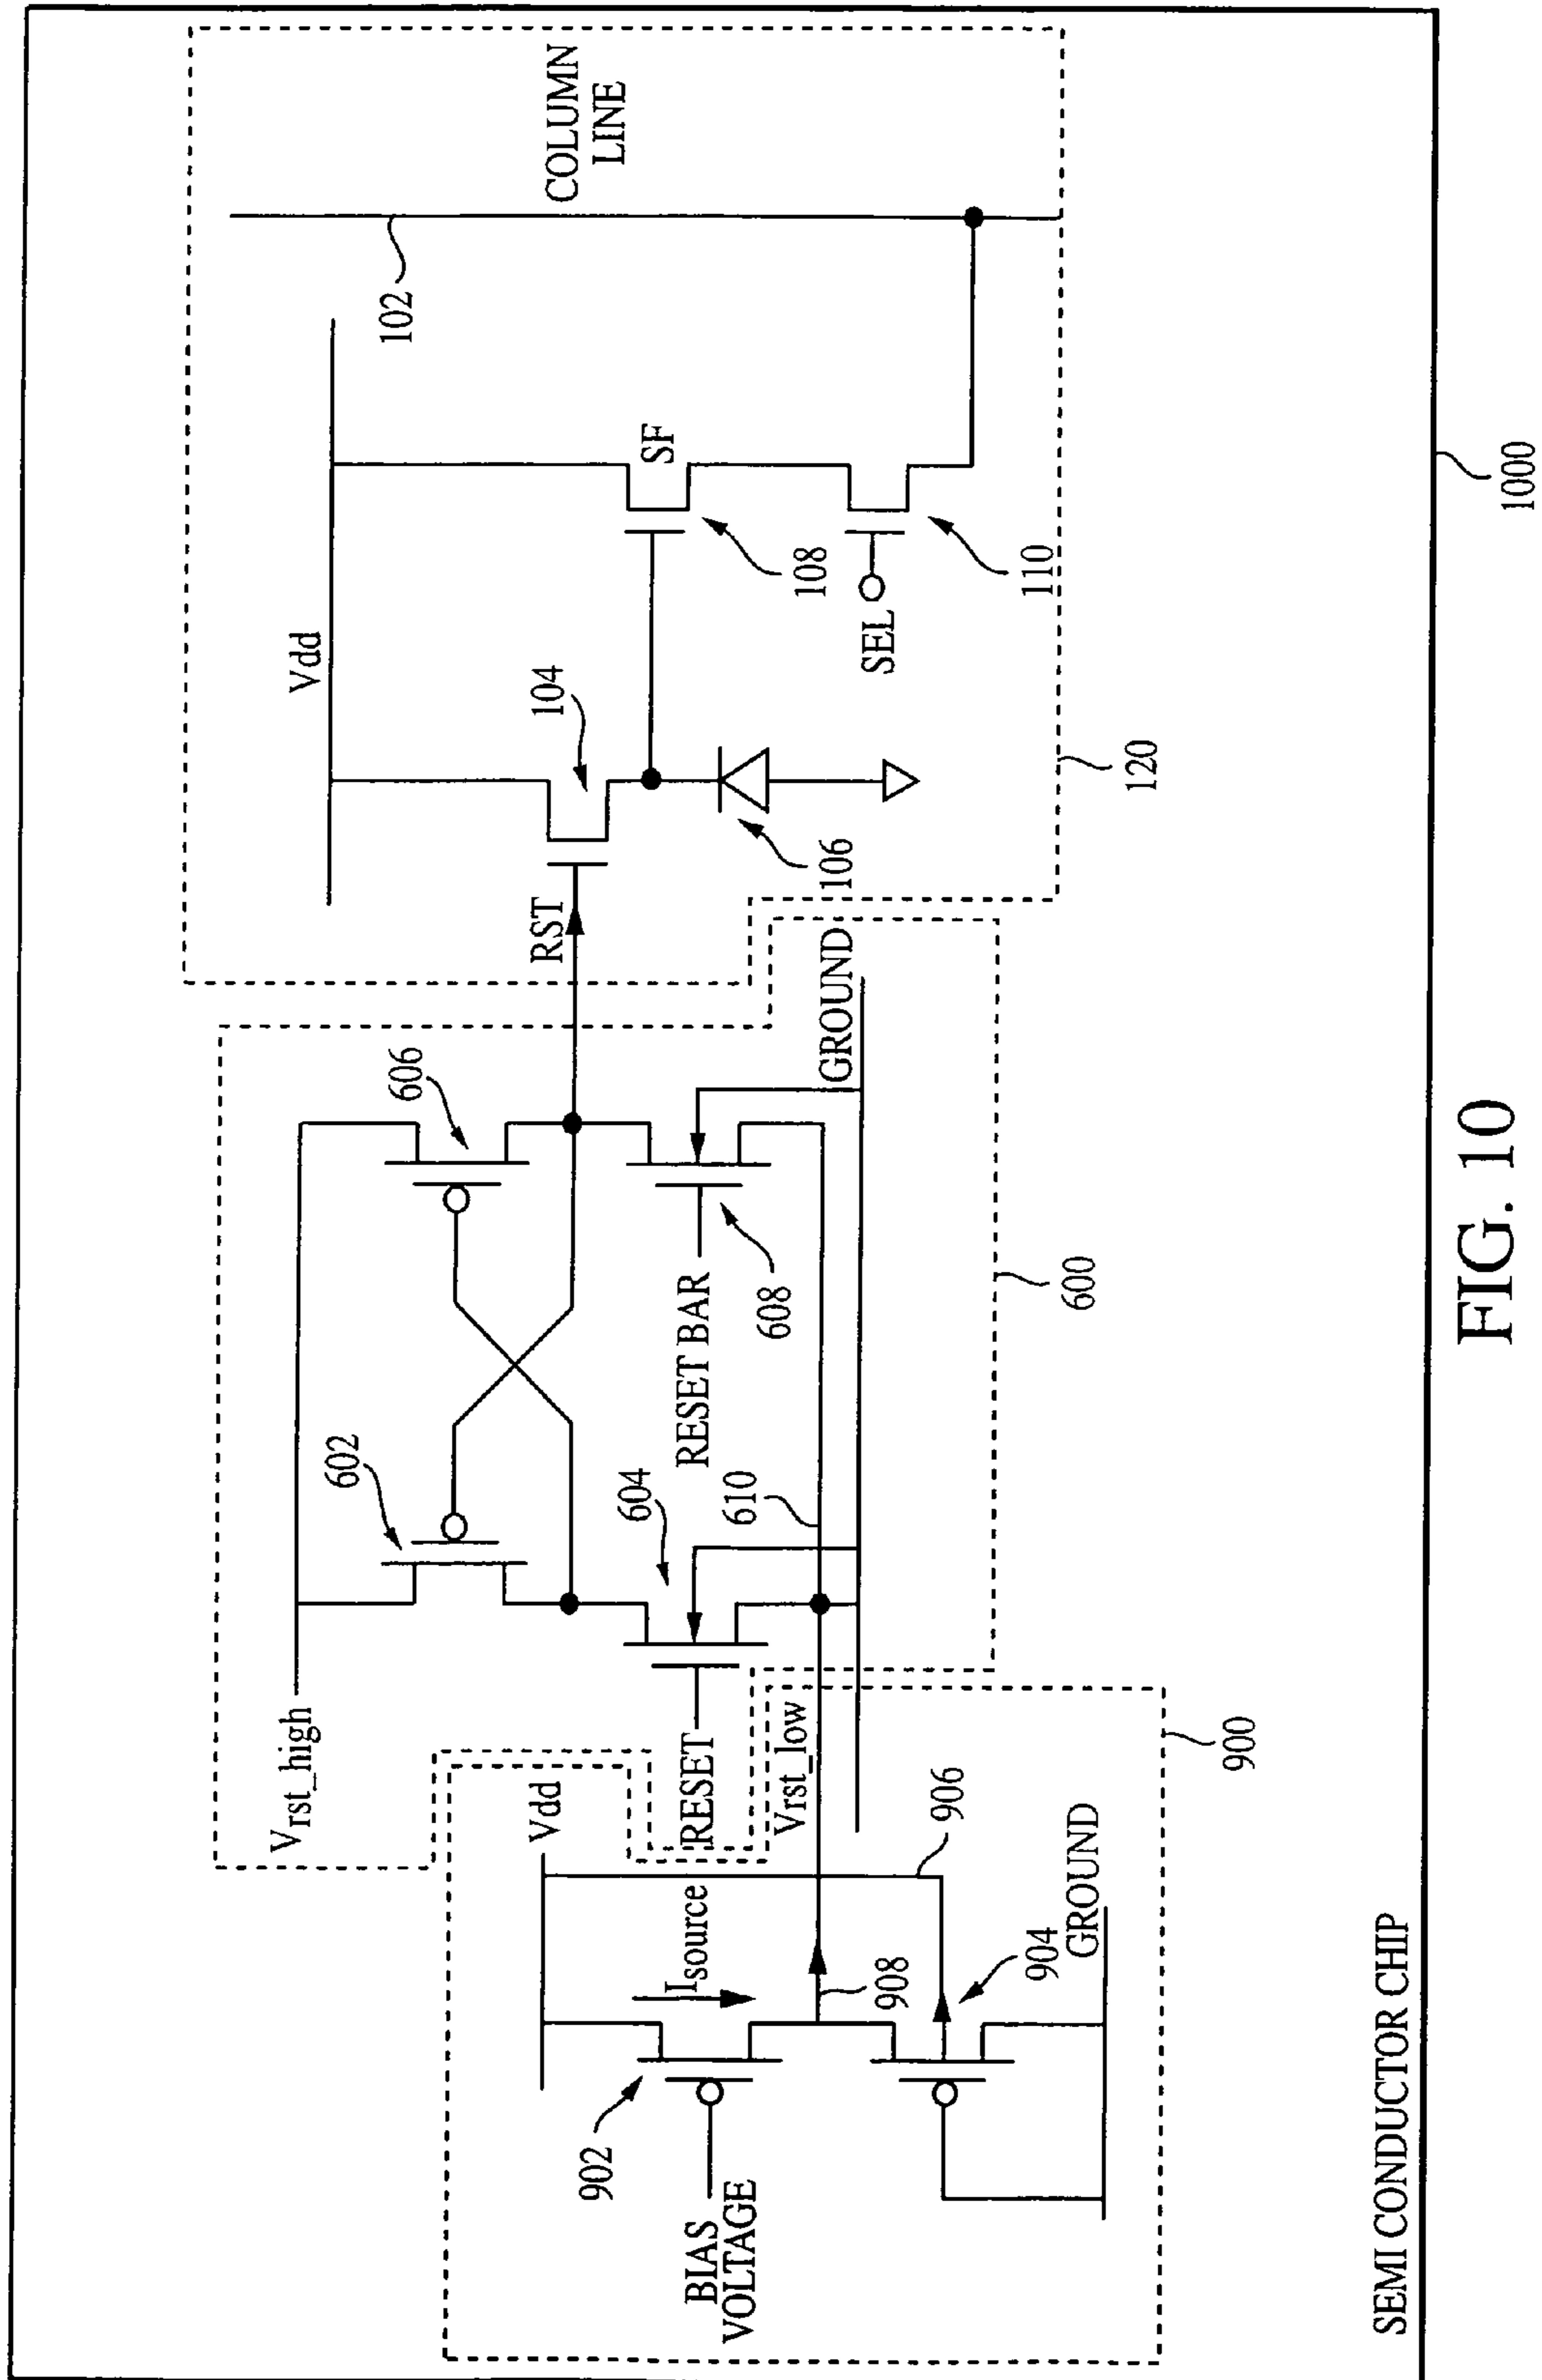 Vrst_high
602
606
Vdd
102
COLUMN
LINE
Vdd
RST
104
SF
Isource
RESET
604
RESET BAR
608
106
108
SEL
110
902
BIAS
VOLTAGE
Vrst_low
610
GROUND
908
906
904
GROUND
900
600
120
SEMI CONDUCTOR CHIP
1000
FIG. 10